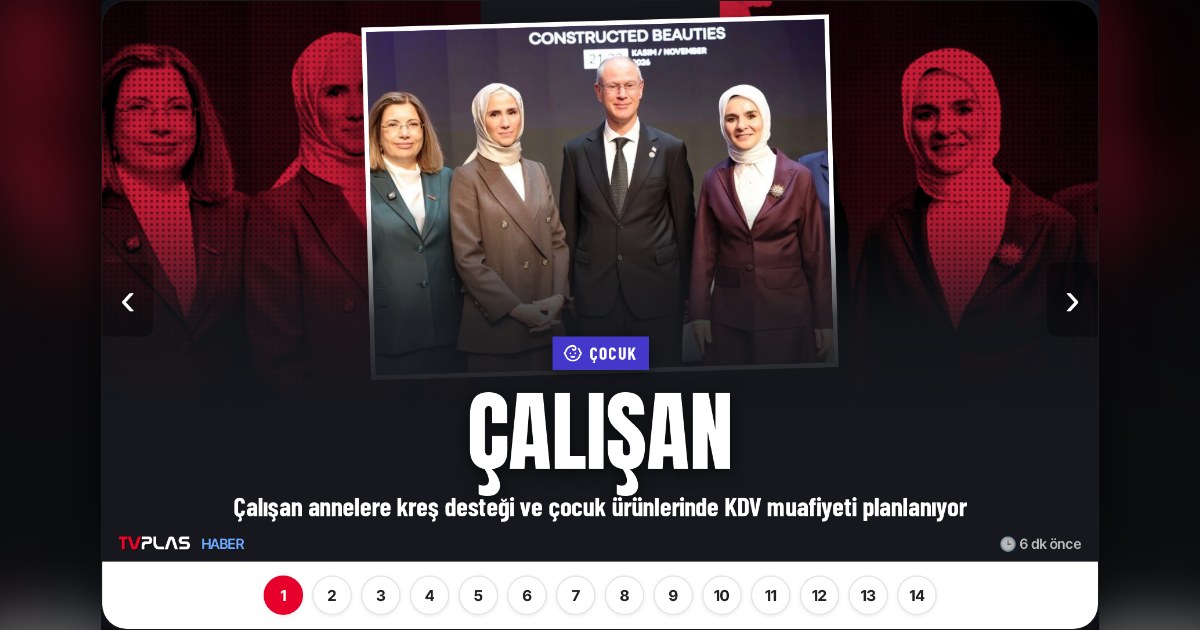 CONSTRUCTED BEAUTIES
KASIM / NOVEMBER
ÇOCUK
ÇALIŞAN
Çalışan annelere kreş desteği ve çocuk ürünlerinde KDV muafiyeti planlanıyor
TVPLAS HABER
6 dk önce
1 2 3 4 5 6 7 8 9 10 11 12 13 14